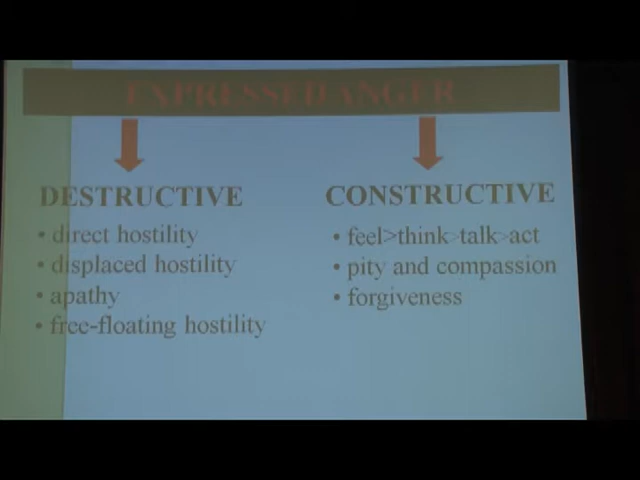 EXPRESSED ANGER
DESTRUCTIVE
• direct hostility
• displaced hostility
• apathy
• free-floating hostility
CONSTRUCTIVE
• feel>think>talk>act
• pity and compassion
• forgiveness